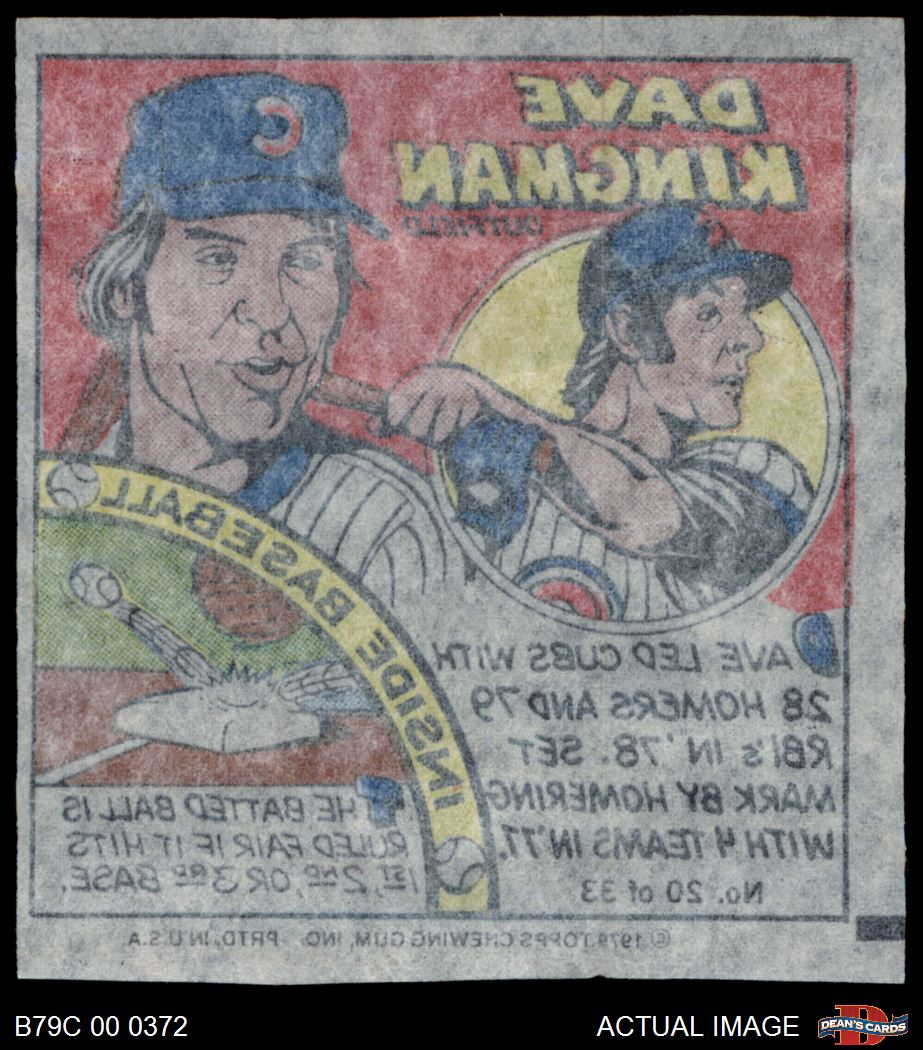 DAVE
KINGMAN
OUTFIELD
INSIDE BASEBALL
DAVE LED CUBS WITH
28 HOMERS AND 79
RBI's IN '78. SET
MARK BY HOMERING
WITH 4 TEAMS IN '77.
No. 20 of 33
THE BATTED BALL IS
RULED FAIR IF IT HITS
1ST, 2ND, OR 3RD BASE.
© 1979 TOPPS CHEWING GUM, INC. PRTD. IN U.S.A.
B79C 00 0372
ACTUAL IMAGE
D
DEAN'S CARDS